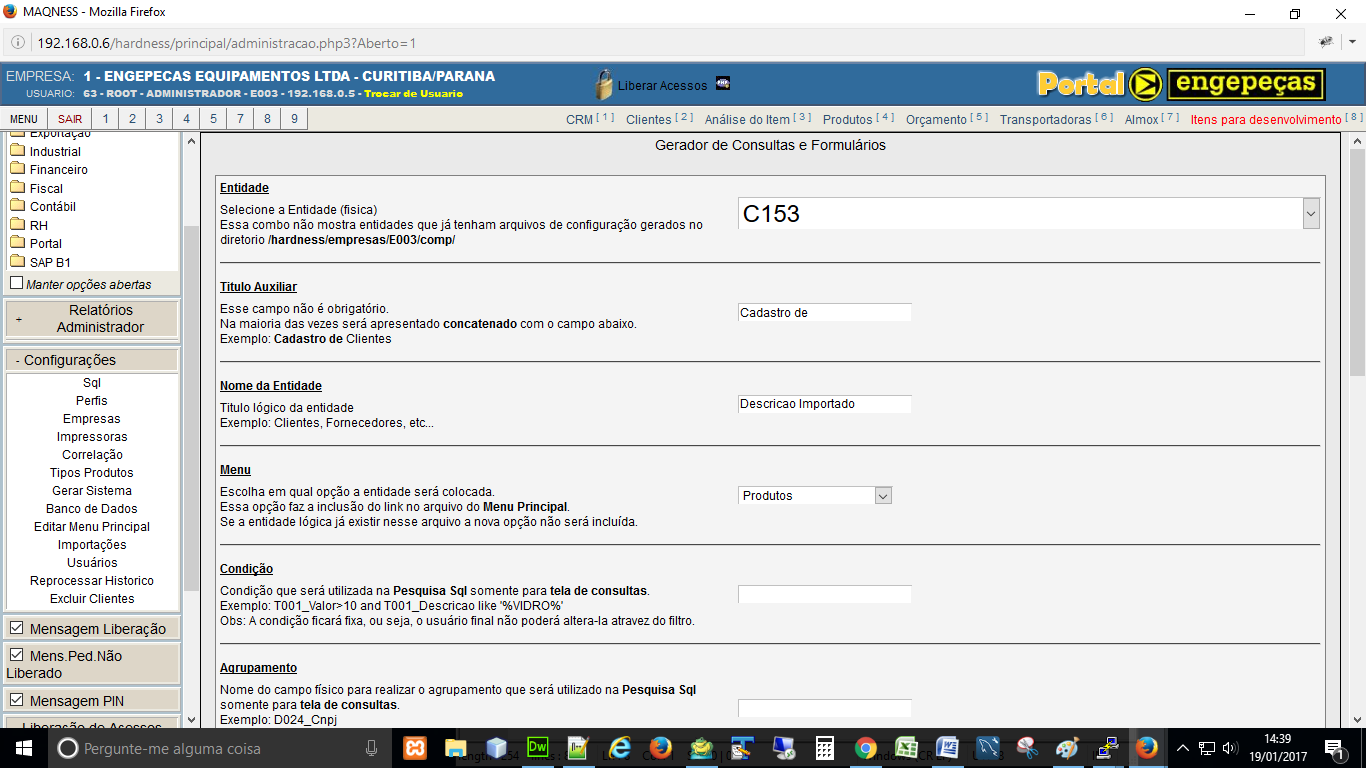 MAQNESS - Mozilla Firefox
192.168.0.6/hardness/principal/administracao.php3?Aberto=1
EMPRESA: 1 - ENGEPEÇAS EQUIPAMENTOS LTDA - CURITIBA/PARANA
USUARIO: 63 - ROOT - ADMINISTRADOR - E003 - 192.168.0.5 - Trocar de Usuario
Liberar Acessos
Portal engepeças
MENU SAIR 1 2 3 4 5 7 8 9
CRM [ 1 ] Clientes [ 2 ] Análise do Item [ 3 ] Produtos [ 4 ] Orçamento [ 5 ] Transportadoras [ 6 ] Almox [ 7 ] Itens para desenvolvimento [ 8 ]
Exportação
Industrial
Financeiro
Fiscal
Contábil
RH
Portal
SAP B1
Manter opções abertas
+ Relatórios
Administrador
- Configurações
Sql
Perfis
Empresas
Impressoras
Correlação
Tipos Produtos
Gerar Sistema
Banco de Dados
Editar Menu Principal
Importações
Usuários
Reprocessar Historico
Excluir Clientes
Mensagem Liberação
Mens.Ped.Não
Liberado
Mensagem PIN
Liberação de Acessos
Gerador de Consultas e Formulários
Entidade
Selecione a Entidade (fisica)
Essa combo não mostra entidades que já tenham arquivos de configuração gerados no
diretorio /hardness/empresas/E003/comp/
C153
Titulo Auxiliar
Esse campo não é obrigatório.
Na maioria das vezes será apresentado concatenado com o campo abaixo.
Exemplo: Cadastro de Clientes
Cadastro de
Nome da Entidade
Titulo lógico da entidade
Exemplo: Clientes, Fornecedores, etc...
Descricao Importado
Menu
Escolha em qual opção a entidade será colocada.
Essa opção faz a inclusão do link no arquivo do Menu Principal.
Se a entidade lógica já existir nesse arquivo a nova opção não será incluída.
Produtos
Condição
Condição que será utilizada na Pesquisa Sql somente para tela de consultas.
Exemplo: T001_Valor>10 and T001_Descricao like '%VIDRO%'
Obs: A condição ficará fixa, ou seja, o usuário final não poderá altera-la atravez do filtro.
Agrupamento
Nome do campo físico para realizar o agrupamento que será utilizado na Pesquisa Sql
somente para tela de consultas.
Exemplo: D024_Cnpj
Pergunte-me alguma coisa
14:39
19/01/2017